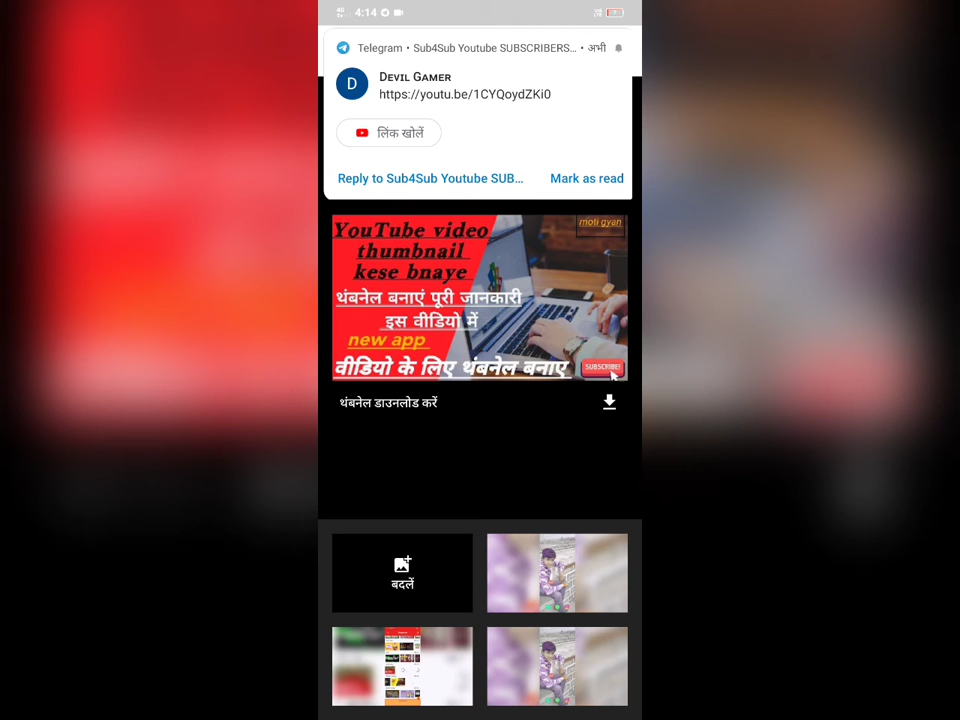 4:14
Telegram • Sub4Sub Youtube SUBSCRIBERS... • अभी
D
DEVIL GAMER
https://youtu.be/1CYQoydZKi0
लिंक खोलें
Reply to Sub4Sub Youtube SUB... Mark as read
moti gyan
YouTube video
thumbnail
kese bnaye
थंबनेल बनाएं पूरी जानकारी
इस वीडियो में
new app
वीडियो के लिए थंबनेल बनाए
SUBSCRIBE!
थंबनेल डाउनलोड करें
बदलें